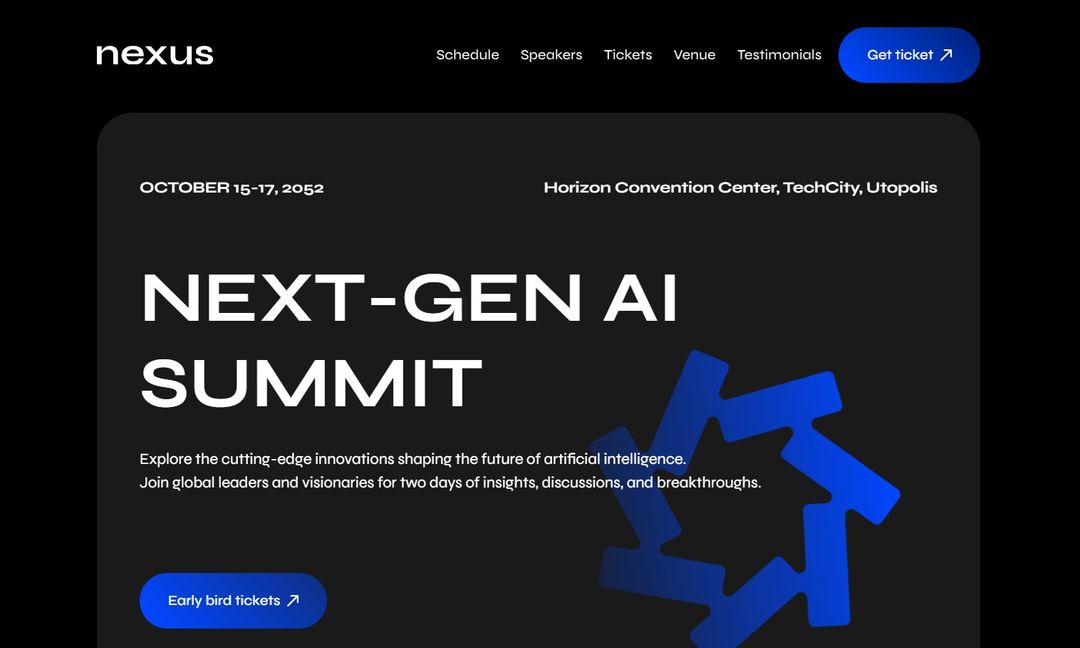 nexus
Schedule Speakers Tickets Venue Testimonials Get ticket
OCTOBER 15-17, 2052 Horizon Convention Center, TechCity, Utopolis
NEXT-GEN AI
SUMMIT
Explore the cutting-edge innovations shaping the future of artificial intelligence.
Join global leaders and visionaries for two days of insights, discussions, and breakthroughs.
Early bird tickets